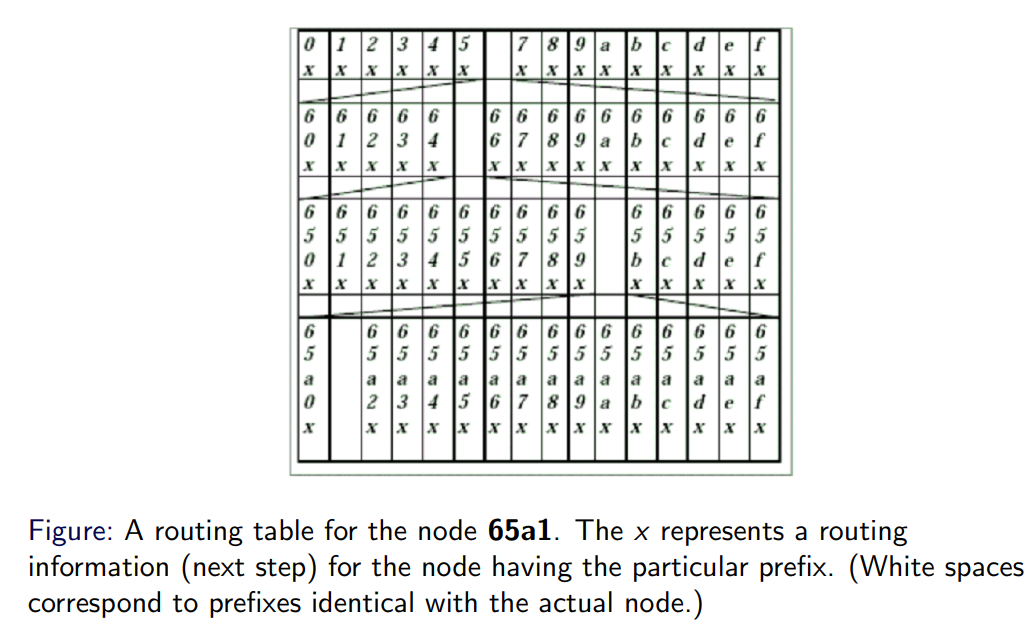 0 1 2 3 4 5 7 8 9 a b c d e f
x x x x x x x x x x x x x x x
6 6 6 6 6 6 6 6 6 6 6 6 6 6 6
0 1 2 3 4 6 7 8 9 a b c d e f
x x x x x x x x x x x x x x x
6 6 6 6 6 6 6 6 6 6 6 6 6 6 6
5 5 5 5 5 5 5 5 5 5 5 5 5 5 5
0 1 2 3 4 5 6 7 8 9 b c d e f
x x x x x x x x x x x x x x x
6 6 6 6 6 6 6 6 6 6 6 6 6 6 6
5 5 5 5 5 5 5 5 5 5 5 5 5 5 5
a a a a a a a a a a a a a a a
0 2 3 4 5 6 7 8 9 a b c d e f
x x x x x x x x x x x x x x x
Figure: A routing table for the node 65a1. The x represents a routing
information (next step) for the node having the particular prefix. (White spaces
correspond to prefixes identical with the actual node.)